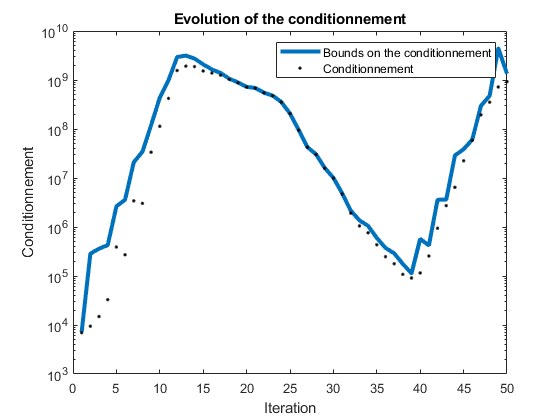 Evolution of the conditionnement
Bounds on the conditionnement
Conditionnement
Conditionnement
10^10
10^9
10^8
10^7
10^6
10^5
10^4
10^3
0 5 10 15 20 25 30 35 40 45 50
Iteration